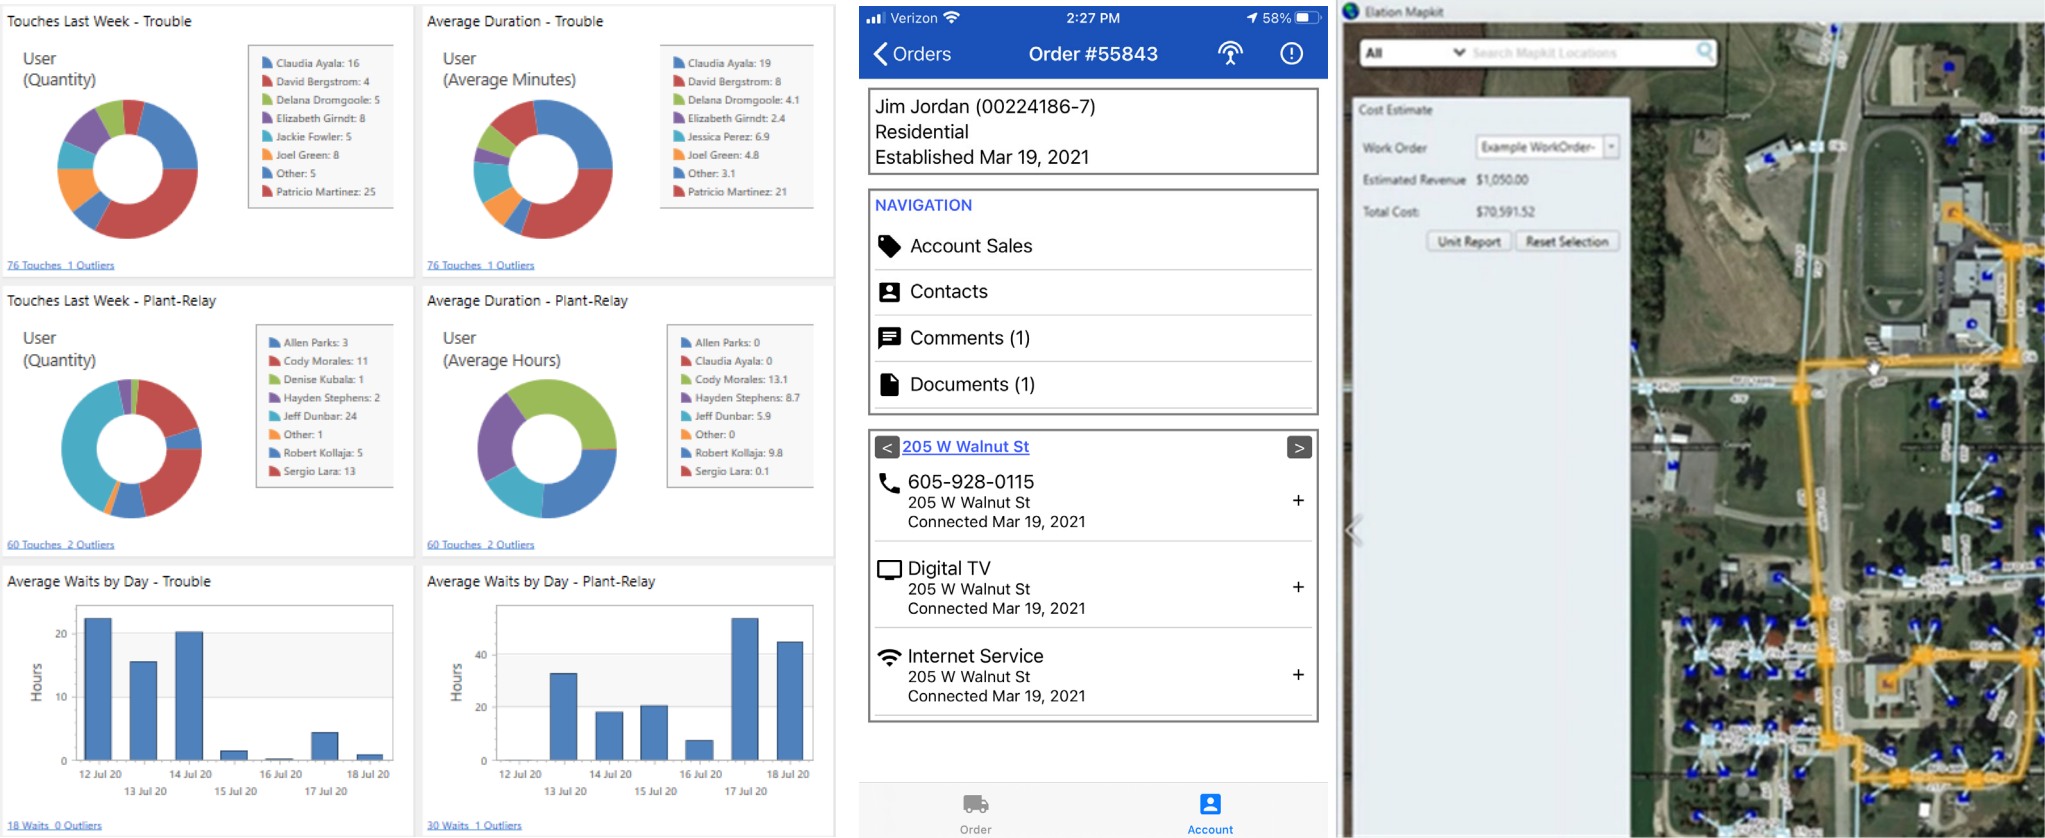 Touches Last Week - Trouble
User
(Quantity)
Claudia Ayala: 16
David Bergstrom: 4
Delana Dromgoole: 5
Elizabeth Girndt: 8
Jackie Fowler: 5
Joel Green: 8
Other: 5
Patricio Martinez: 25
76 Touches 1 Outliers
Average Duration - Trouble
User
(Average Minutes)
Claudia Ayala: 19
David Bergstrom: 8
Delana Dromgoole: 4.1
Elizabeth Girndt: 2.4
Jessica Perez: 6.9
Joel Green: 4.8
Other: 3.1
Patricio Martinez: 21
76 Touches 1 Outliers
Touches Last Week - Plant-Relay
User
(Quantity)
Allen Parks: 3
Cody Morales: 11
Denise Kubala: 1
Hayden Stephens: 2
Jeff Dunbar: 24
Other: 1
Robert Kollaja: 5
Sergio Lara: 13
60 Touches 2 Outliers
Average Duration - Plant-Relay
User
(Average Hours)
Allen Parks: 0
Claudia Ayala: 0
Cody Morales: 13.1
Hayden Stephens: 8.7
Jeff Dunbar: 5.9
Other: 0
Robert Kollaja: 9.8
Sergio Lara: 0.1
60 Touches 2 Outliers
Average Waits by Day - Trouble
Hours
20
10
0
12 Jul 20
13 Jul 20
14 Jul 20
15 Jul 20
16 Jul 20
17 Jul 20
18 Jul 20
18 Waits 0 Outliers
Average Waits by Day - Plant-Relay
Hours
40
20
0
12 Jul 20
13 Jul 20
14 Jul 20
15 Jul 20
16 Jul 20
17 Jul 20
18 Jul 20
30 Waits 1 Outliers
Verizon 2:27 PM 58%
Orders Order #55843
Jim Jordan (00224186-7)
Residential
Established Mar 19, 2021
NAVIGATION
Account Sales
Contacts
Comments (1)
Documents (1)
< 205 W Walnut St >
605-928-0115
205 W Walnut St
Connected Mar 19, 2021
+
Digital TV
205 W Walnut St
Connected Mar 19, 2021
+
Internet Service
205 W Walnut St
Connected Mar 19, 2021
+
Order
Account
Elation Mapkit
All Search Mapkit Locations
Cost Estimate
Work Order Example WorkOrder-
Estimated Revenue $1,050.00
Total Cost: $70,591.52
Unit Report Reset Selection